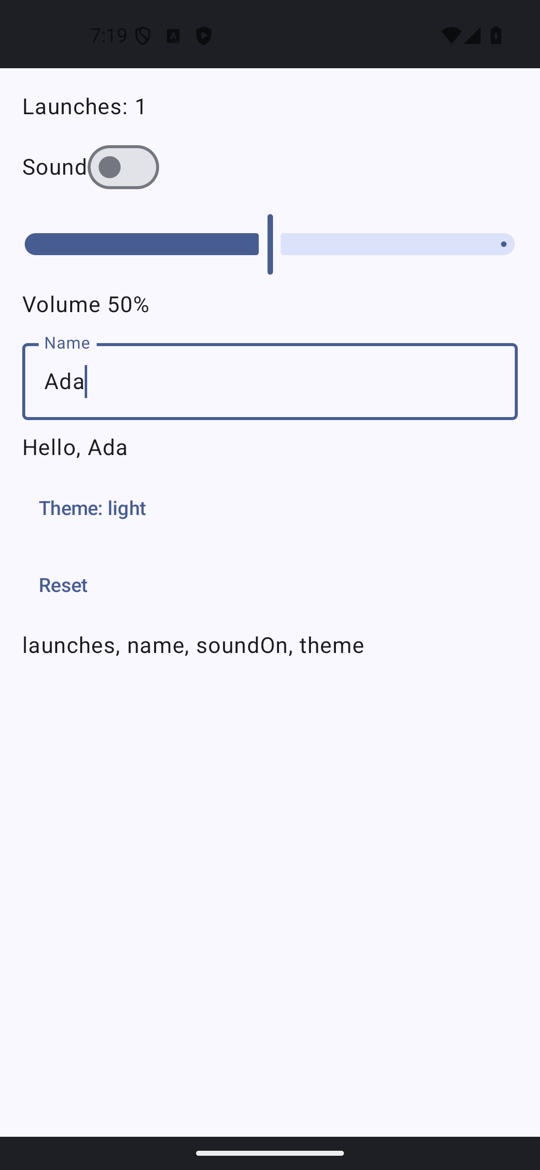 7:19
Launches: 1
Sound
Volume 50%
Name
Ada
Hello, Ada
Theme: light
Reset
launches, name, soundOn, theme